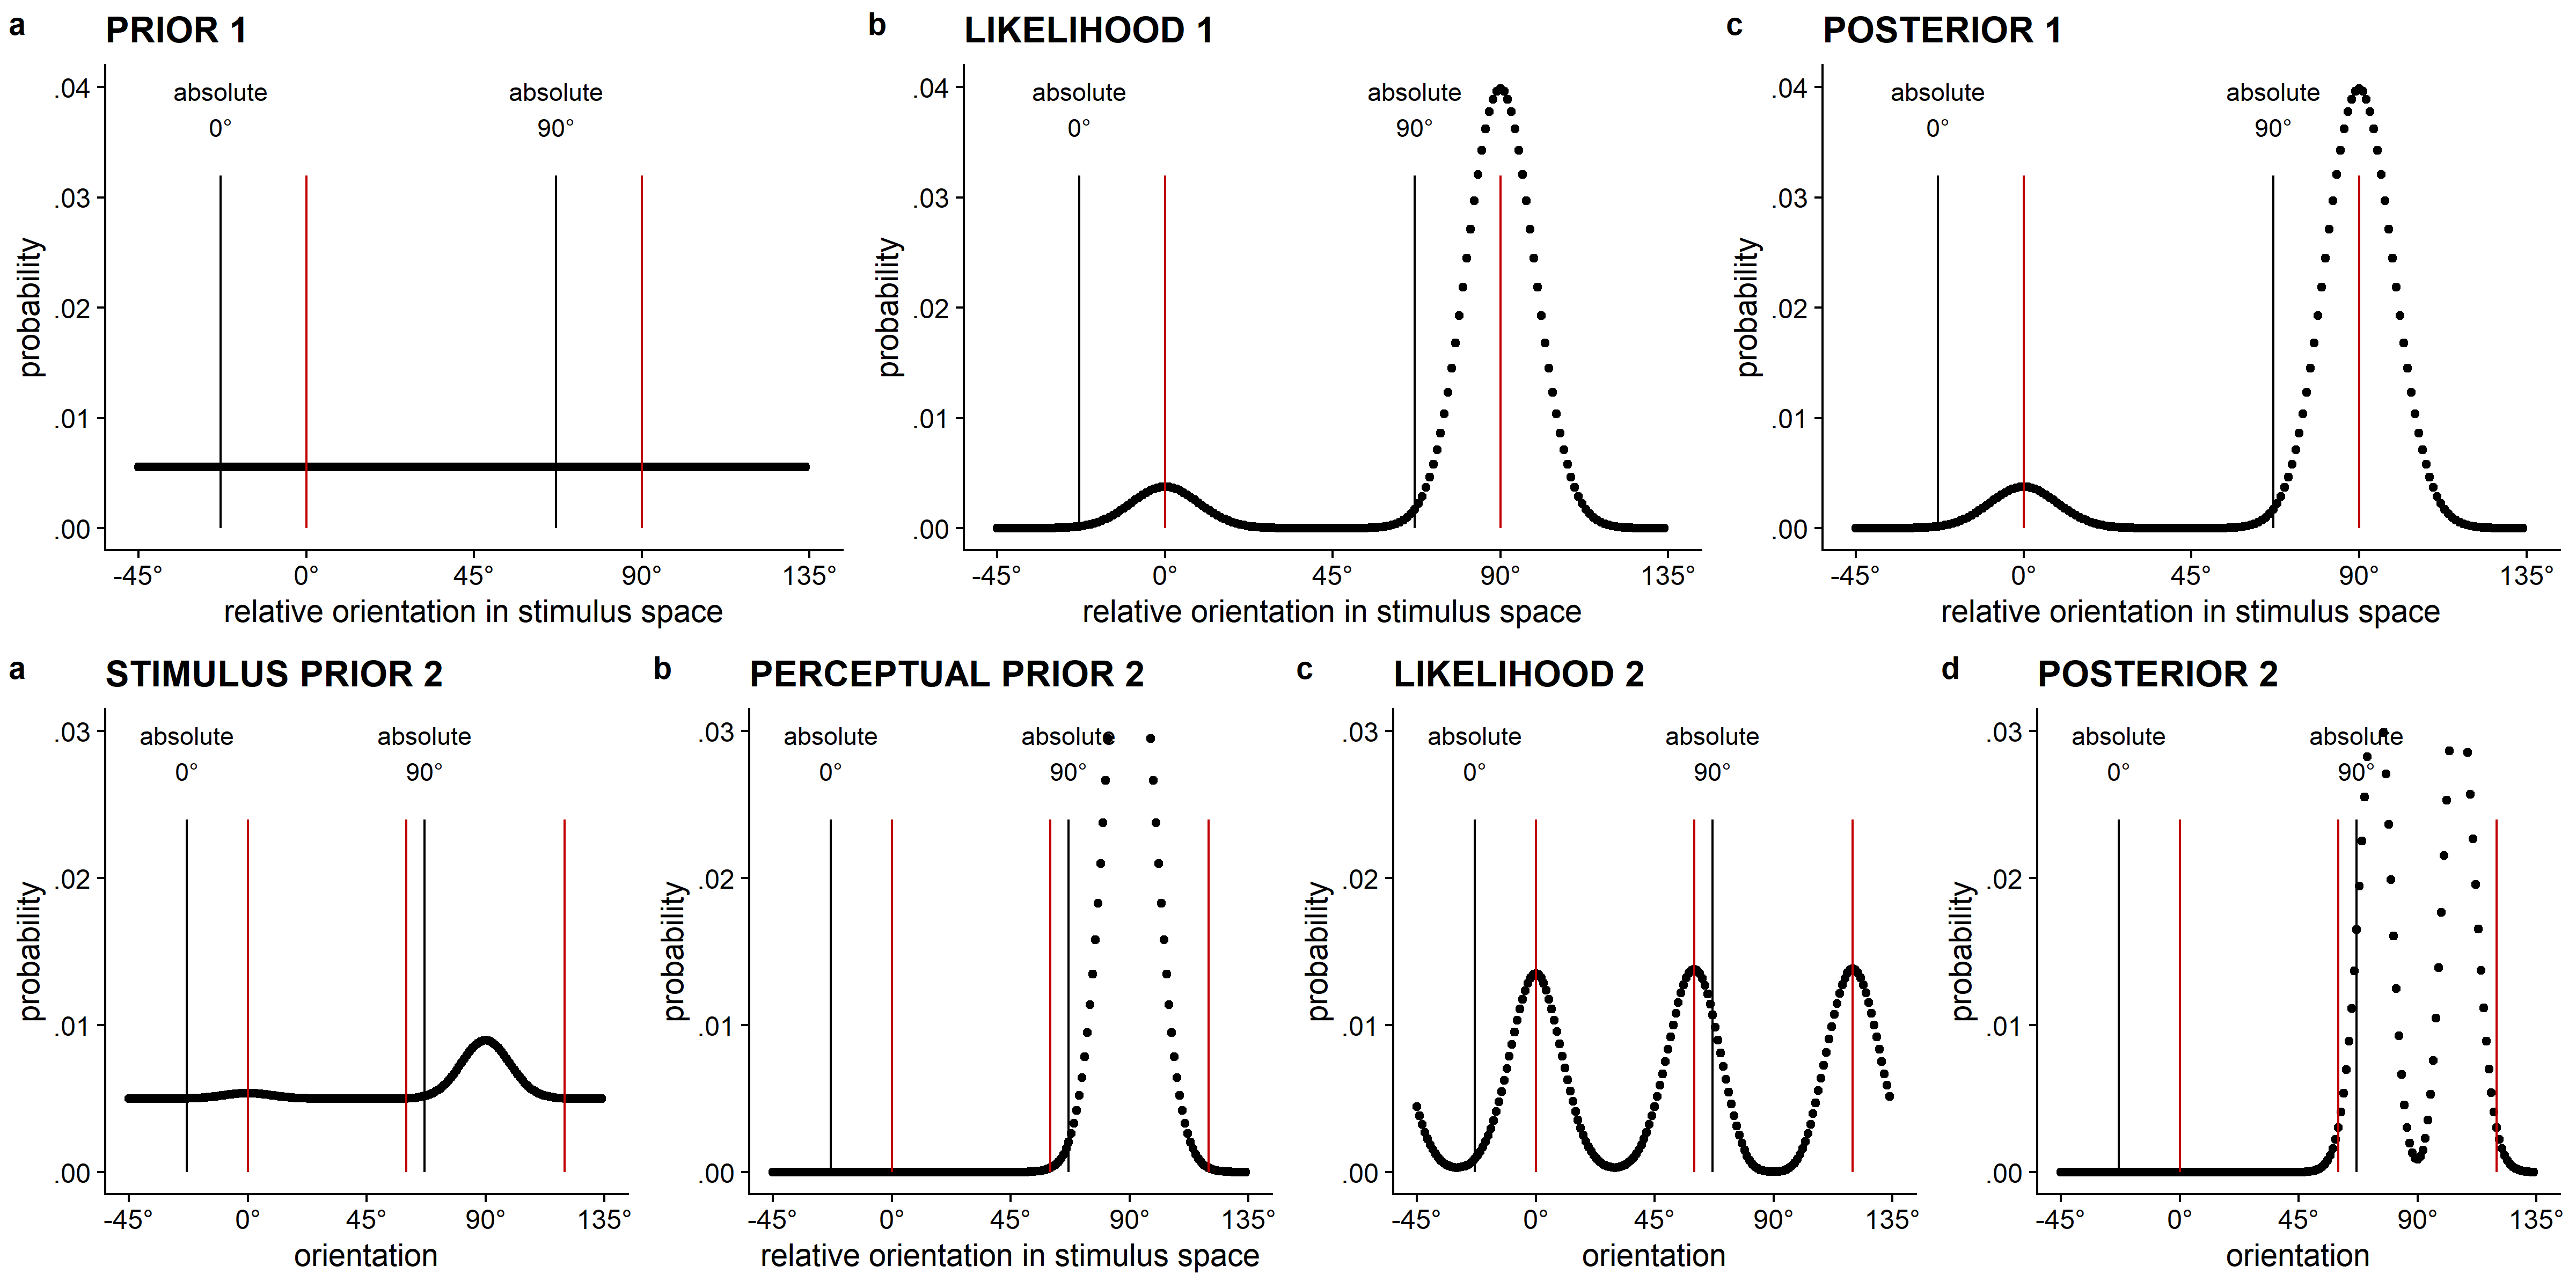 a PRIOR 1
absolute absolute
0° 90°
.04
.03
.02
.01
.00
probability
-45° 0° 45° 90° 135°
relative orientation in stimulus space
b LIKELIHOOD 1
absolute absolute
0° 90°
.04
.03
.02
.01
.00
probability
-45° 0° 45° 90° 135°
relative orientation in stimulus space
c POSTERIOR 1
absolute absolute
0° 90°
.04
.03
.02
.01
.00
probability
-45° 0° 45° 90° 135°
relative orientation in stimulus space
a STIMULUS PRIOR 2
absolute absolute
0° 90°
.03
.02
.01
.00
probability
-45° 0° 45° 90° 135°
orientation
b PERCEPTUAL PRIOR 2
absolute absolute
0° 90°
.03
.02
.01
.00
probability
-45° 0° 45° 90° 135°
relative orientation in stimulus space
c LIKELIHOOD 2
absolute absolute
0° 90°
.03
.02
.01
.00
probability
-45° 0° 45° 90° 135°
orientation
d POSTERIOR 2
absolute absolute
0° 90°
.03
.02
.01
.00
probability
-45° 0° 45° 90° 135°
orientation